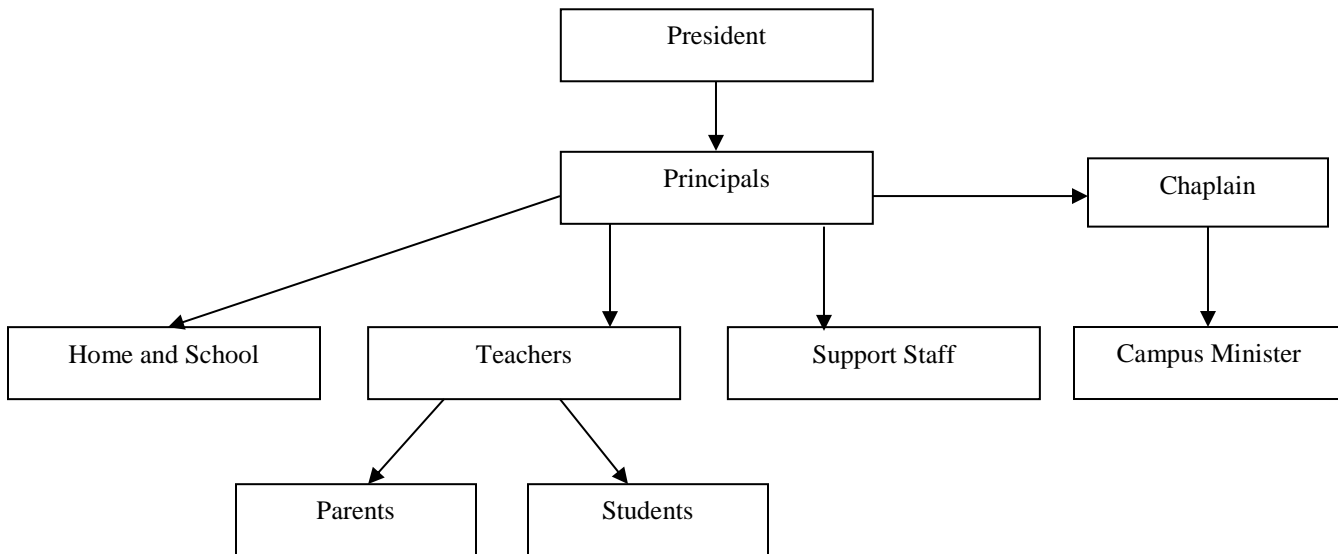 President
Principals
Chaplain
Home and School
Teachers
Support Staff
Campus Minister
Parents
Students